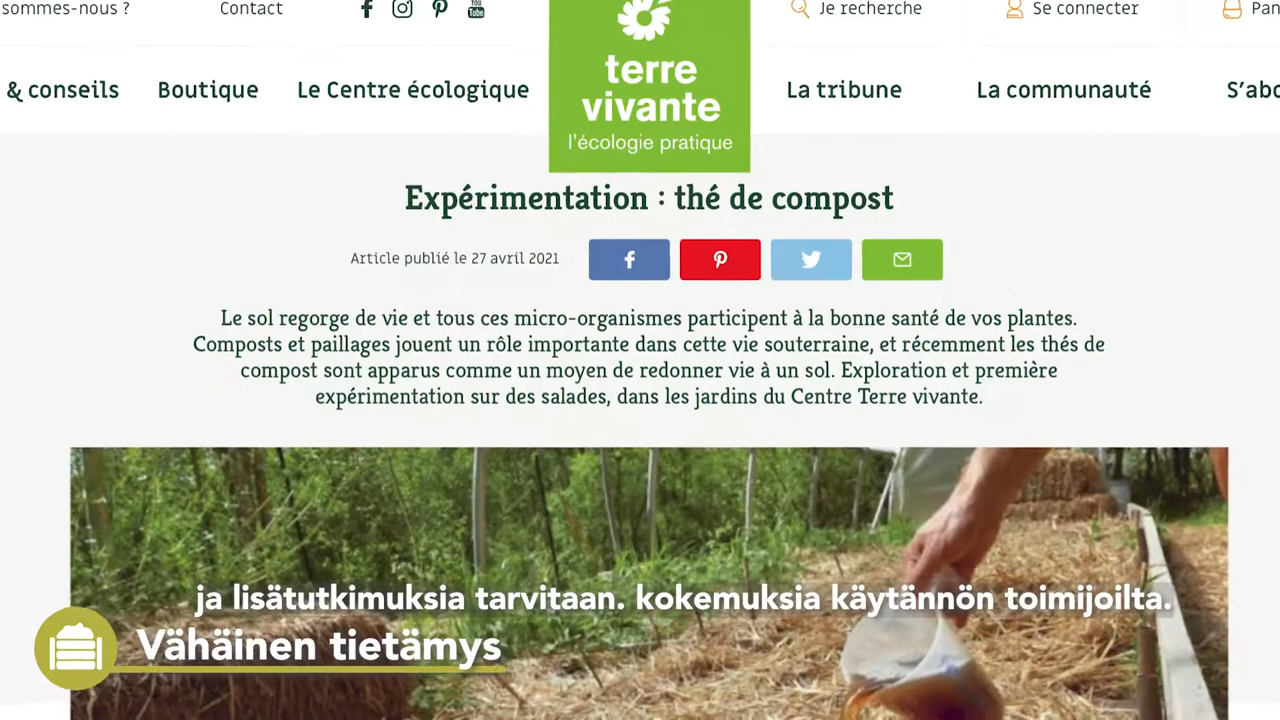 sommes-nous ?
Contact
You
Tube
Je recherche
Se connecter
Pan
& conseils
Boutique
Le Centre écologique
terre
vivante
l'écologie pratique
La tribune
La communauté
S'abo
Expérimentation : thé de compost
Article publié le 27 avril 2021
Le sol regorge de vie et tous ces micro-organismes participent à la bonne santé de vos plantes.
Composts et paillages jouent un rôle importante dans cette vie souterraine, et récemment les thés de
compost sont apparus comme un moyen de redonner vie à un sol. Exploration et première
expérimentation sur des salades, dans les jardins du Centre Terre vivante.
ja lisätutkimuksia tarvitaan. kokemuksia käytännön toimijoilta.
Vähäinen tietämys